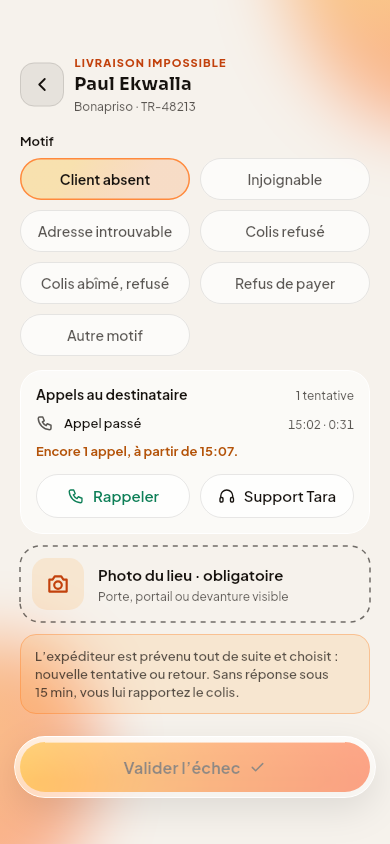 LIVRAISON IMPOSSIBLE
Paul Ekwalla
Bonapriso · TR-48213
Motif
Client absent
Injoignable
Adresse introuvable
Colis refusé
Colis abîmé, refusé
Refus de payer
Autre motif
Appels au destinataire
1 tentative
Appel passé
15:02 · 0:31
Encore 1 appel, à partir de 15:07.
Rappeler
Support Tara
Photo du lieu · obligatoire
Porte, portail ou devanture visible
L’expéditeur est prévenu tout de suite et choisit :
nouvelle tentative ou retour. Sans réponse sous
15 min, vous lui rapportez le colis.
Valider l’échec